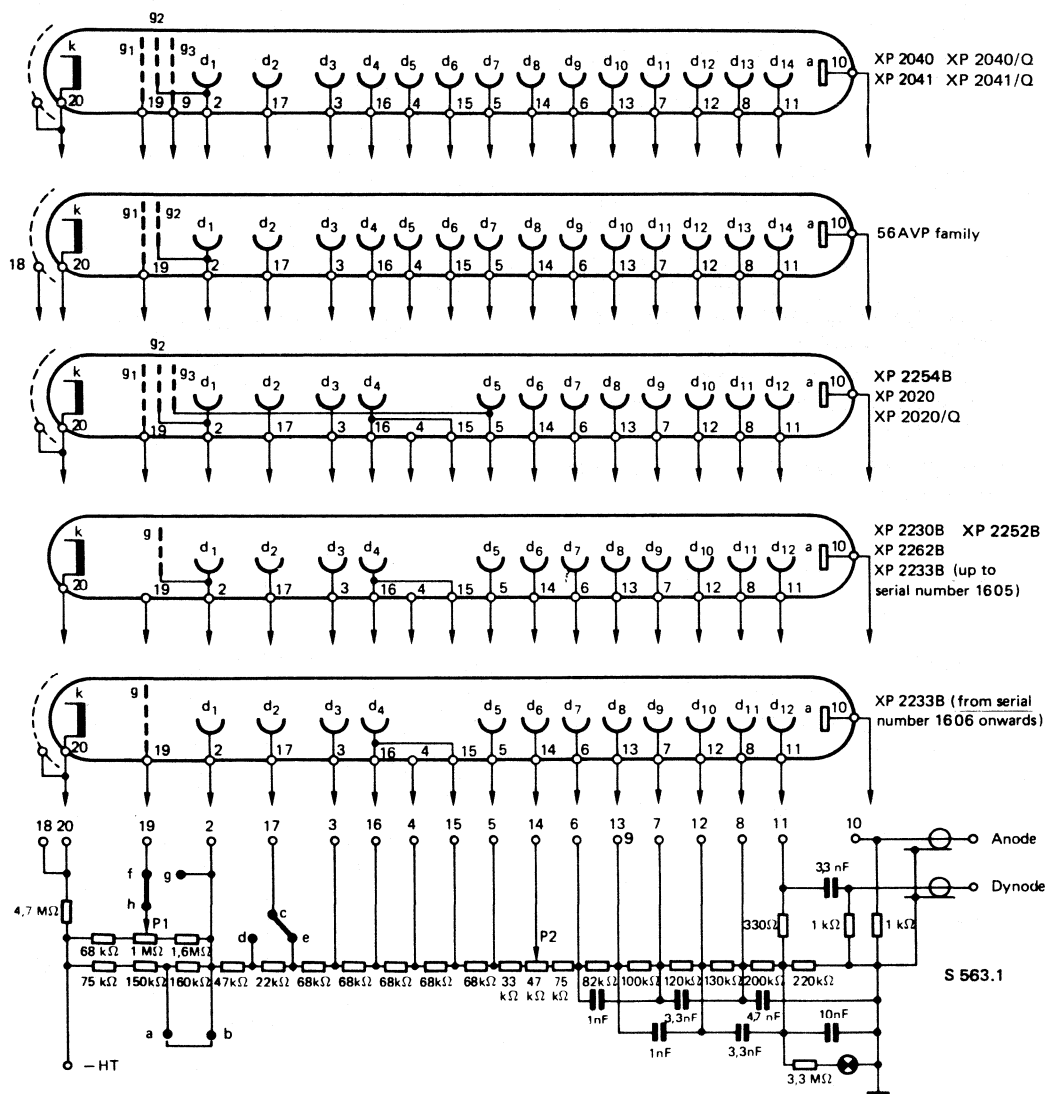 g2
k g1 g3 d1 d2 d3 d4 d5 d6 d7 d8 d9 d10 d11 d12 d13 d14 a 10
XP 2040 XP 2040/Q
XP 2041 XP 2041/Q
20 19 9 2 17 3 16 4 15 5 14 6 13 7 12 8 11
k g1 g2 d1 d2 d3 d4 d5 d6 d7 d8 d9 d10 d11 d12 d13 d14 a 10
56AVP family
18 20 19 2 17 3 16 4 15 5 14 6 13 7 12 8 11
g2
k g1 g3 d1 d2 d3 d4 d5 d6 d7 d8 d9 d10 d11 d12 a 10
XP 2254B
XP 2020
XP 2020/Q
20 19 2 17 3 16 4 15 5 14 6 13 7 12 8 11
k g d1 d2 d3 d4 d5 d6 d7 d8 d9 d10 d11 d12 a 10
XP 2230B XP 2252B
XP 2262B
XP 2233B (up to
serial number 1605)
20 19 2 17 3 16 4 15 5 14 6 13 7 12 8 11
k g d1 d2 d3 d4 d5 d6 d7 d8 d9 d10 d11 d12 a 10
XP 2233B (from serial
number 1606 onwards)
20 19 2 17 3 16 4 15 5 14 6 13 7 12 8 11
18 20 19 2 17 3 16 4 15 5 14 6 13 9 7 12 8 11 10
Anode
f g
3,3 nF
Dynode
4,7 MΩ h P1 c
d e P2 330Ω 1 kΩ 1 kΩ
68 kΩ 1 MΩ 1,6MΩ
S 563.1
75 kΩ 150kΩ 160kΩ 47kΩ 22kΩ 68kΩ 68kΩ 68kΩ 68kΩ 68kΩ 33 kΩ 47 kΩ 75 kΩ 82kΩ 100kΩ 120kΩ 130kΩ 200kΩ 220kΩ
1nF 3,3nF 4,7 nF 10nF
a b
1nF 3,3nF
−HT
3,3 MΩ